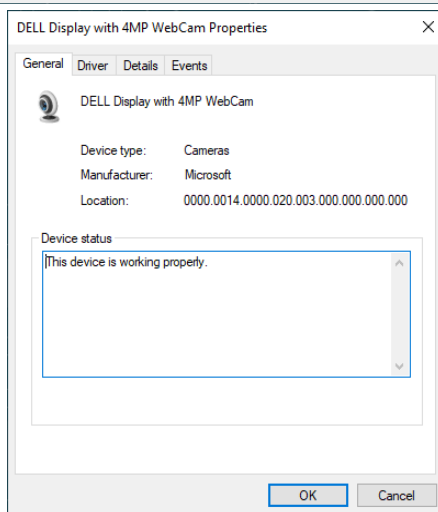 DELL Display with 4MP WebCam Properties
General Driver Details Events
DELL Display with 4MP WebCam
Device type: Cameras
Manufacturer: Microsoft
Location: 0000.0014.0000.020.003.000.000.000.000
Device status
This device is working properly.
OK Cancel